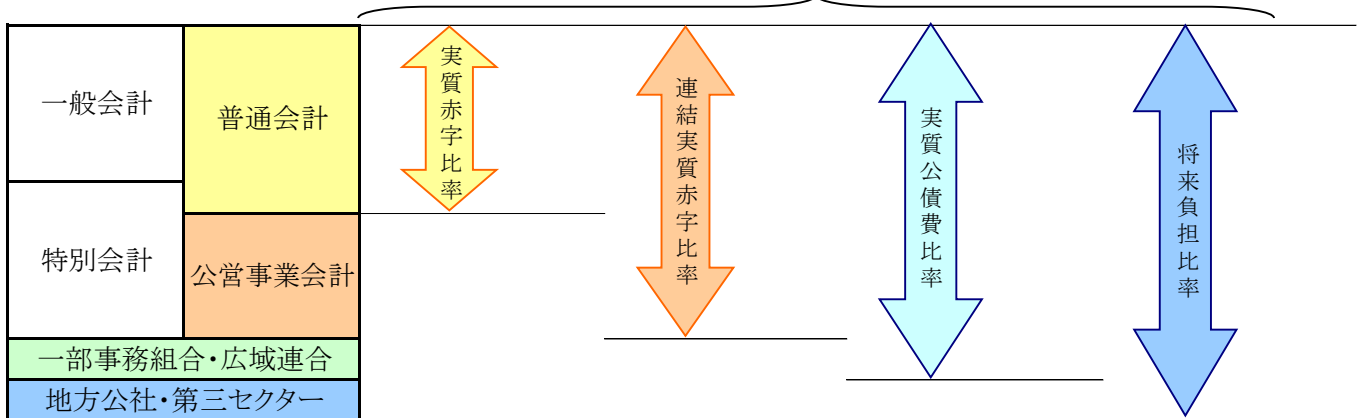 一般会計
普通会計
特別会計
公営事業会計
一部事務組合・広域連合
地方公社・第三セクター
実質赤字比率
連結実質赤字比率
実質公債費比率
将来負担比率